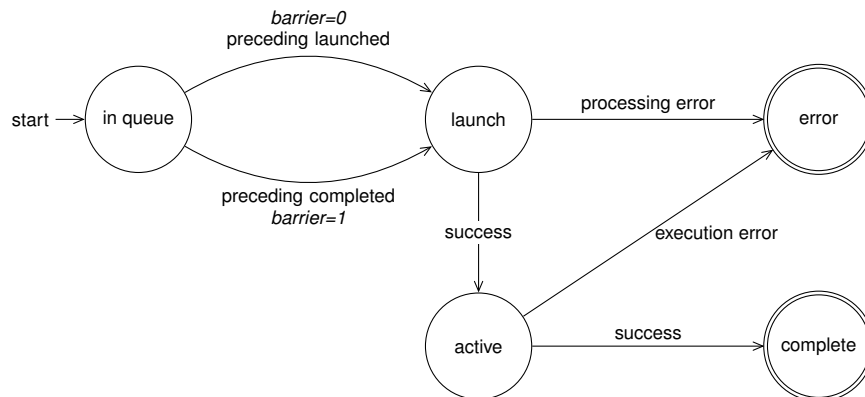 barrier=0
preceding launched
start
in queue
launch
processing error
error
preceding completed
barrier=1
success
execution error
active
success
complete